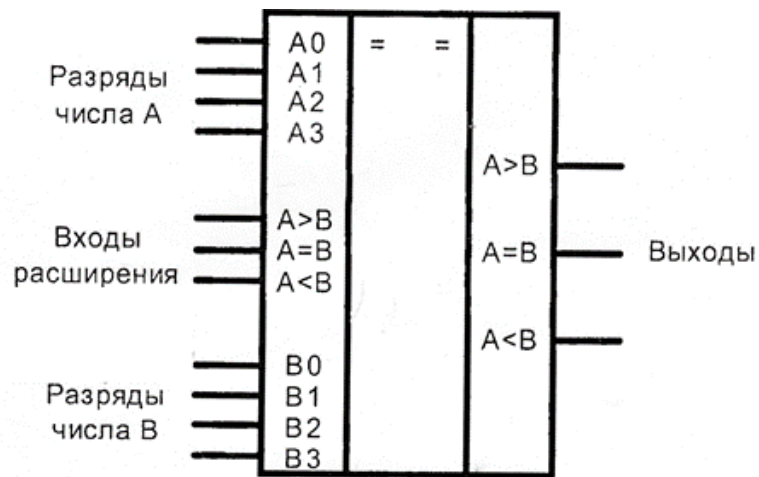 Разряды
числа А
A0
A1
A2
A3
= =
Входы
расширения
A>B
A=B
A<B
Разряды
числа В
B0
B1
B2
B3
A>B
A=B
A<B
Выходы